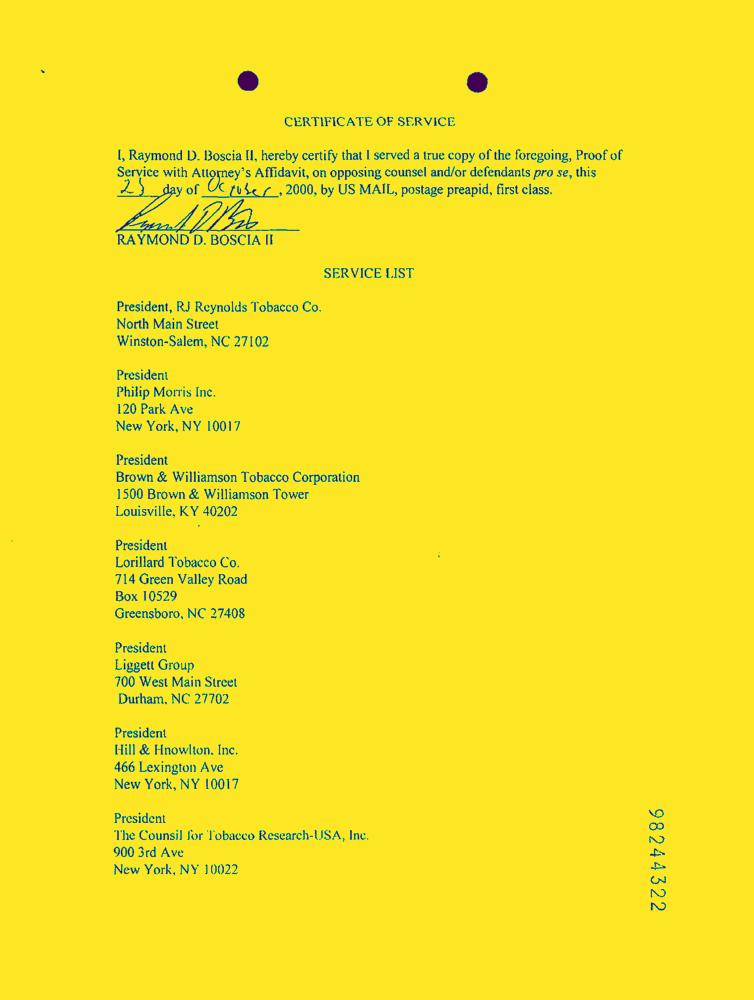 CERTIFICATE OF SERVICE
I, Raymond D. Boscia II, hereby certify that I served a true copy of the foregoing, Proof of
Service with Attorney's Affidavit, on opposing counsel and/or defendants pro se, this
23 day of October, 2000, by US MAIL, postage preapid, first class.
RAYMOND D. BOSCIA II
SERVICE LIST
President, RJ Reynolds Tobacco Co.
North Main Street
Winston-Salem, NC 27102
President
Philip Morris Inc.
120 Park Ave
New York, NY 10017
President
Brown & Williamson Tobacco Corporation
1500 Brown & Williamson Tower
Louisville, KY 40202
President
Lorillard Tobacco Co.
714 Green Valley Road
Box 10529
Greensboro, NC 27408
President
Liggett Group
700 West Main Street
Durham, NC 27702
President
Hill & Hnowlton, Inc.
466 Lexington Ave
New York, NY 10017
President
The Counsil for Tobacco Research-USA, Inc.
900 3rd Ave
New York, NY 10022
98244322